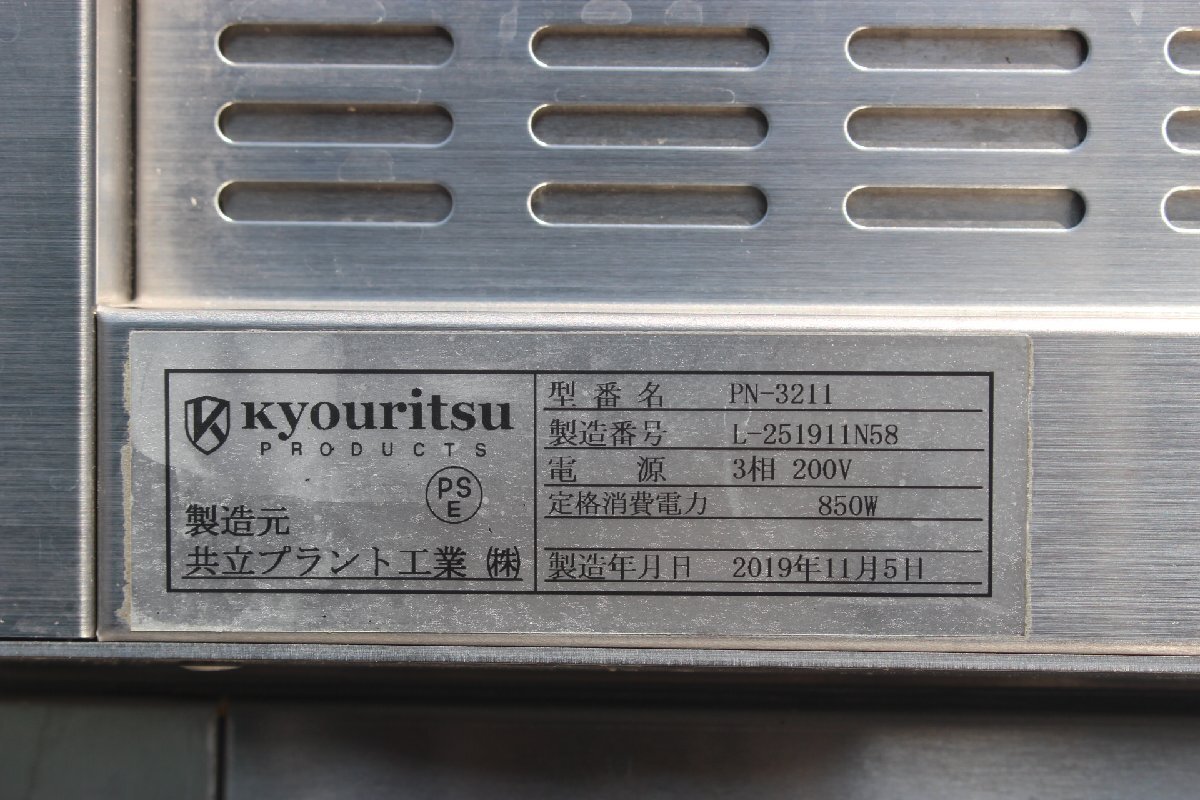 Kyouritsu
PRODUCTS
PS
E
製造元
共立プラント工業 ㈱
型番名 PN-3211
製造番号 L-251911N58
電源 3相 200V
定格消費電力 850W
製造年月日 2019年11月5日